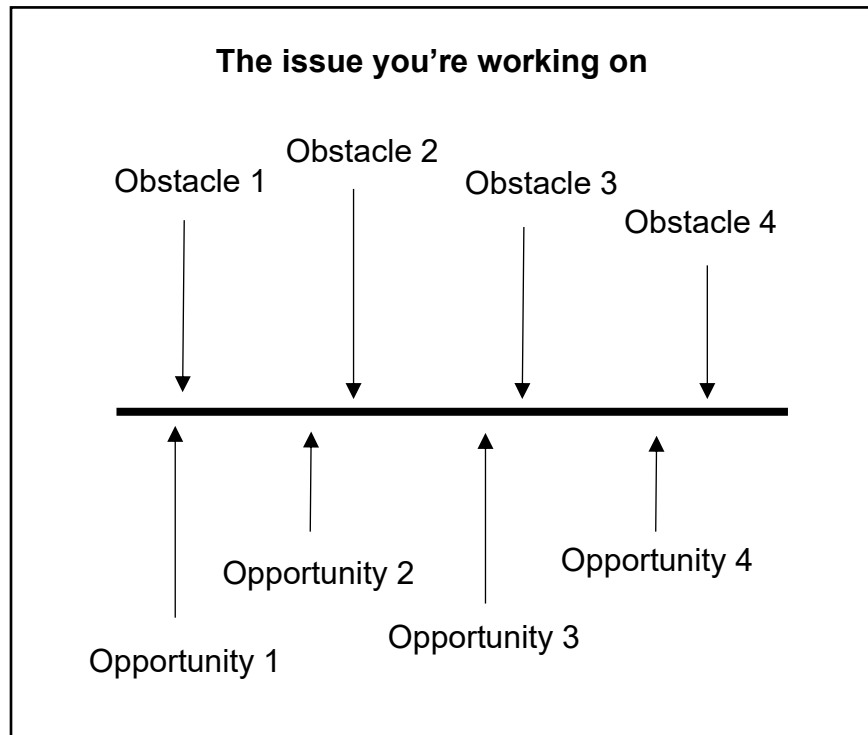 The issue you’re working on
Obstacle 1
Obstacle 2
Obstacle 3
Obstacle 4
Opportunity 1
Opportunity 2
Opportunity 3
Opportunity 4